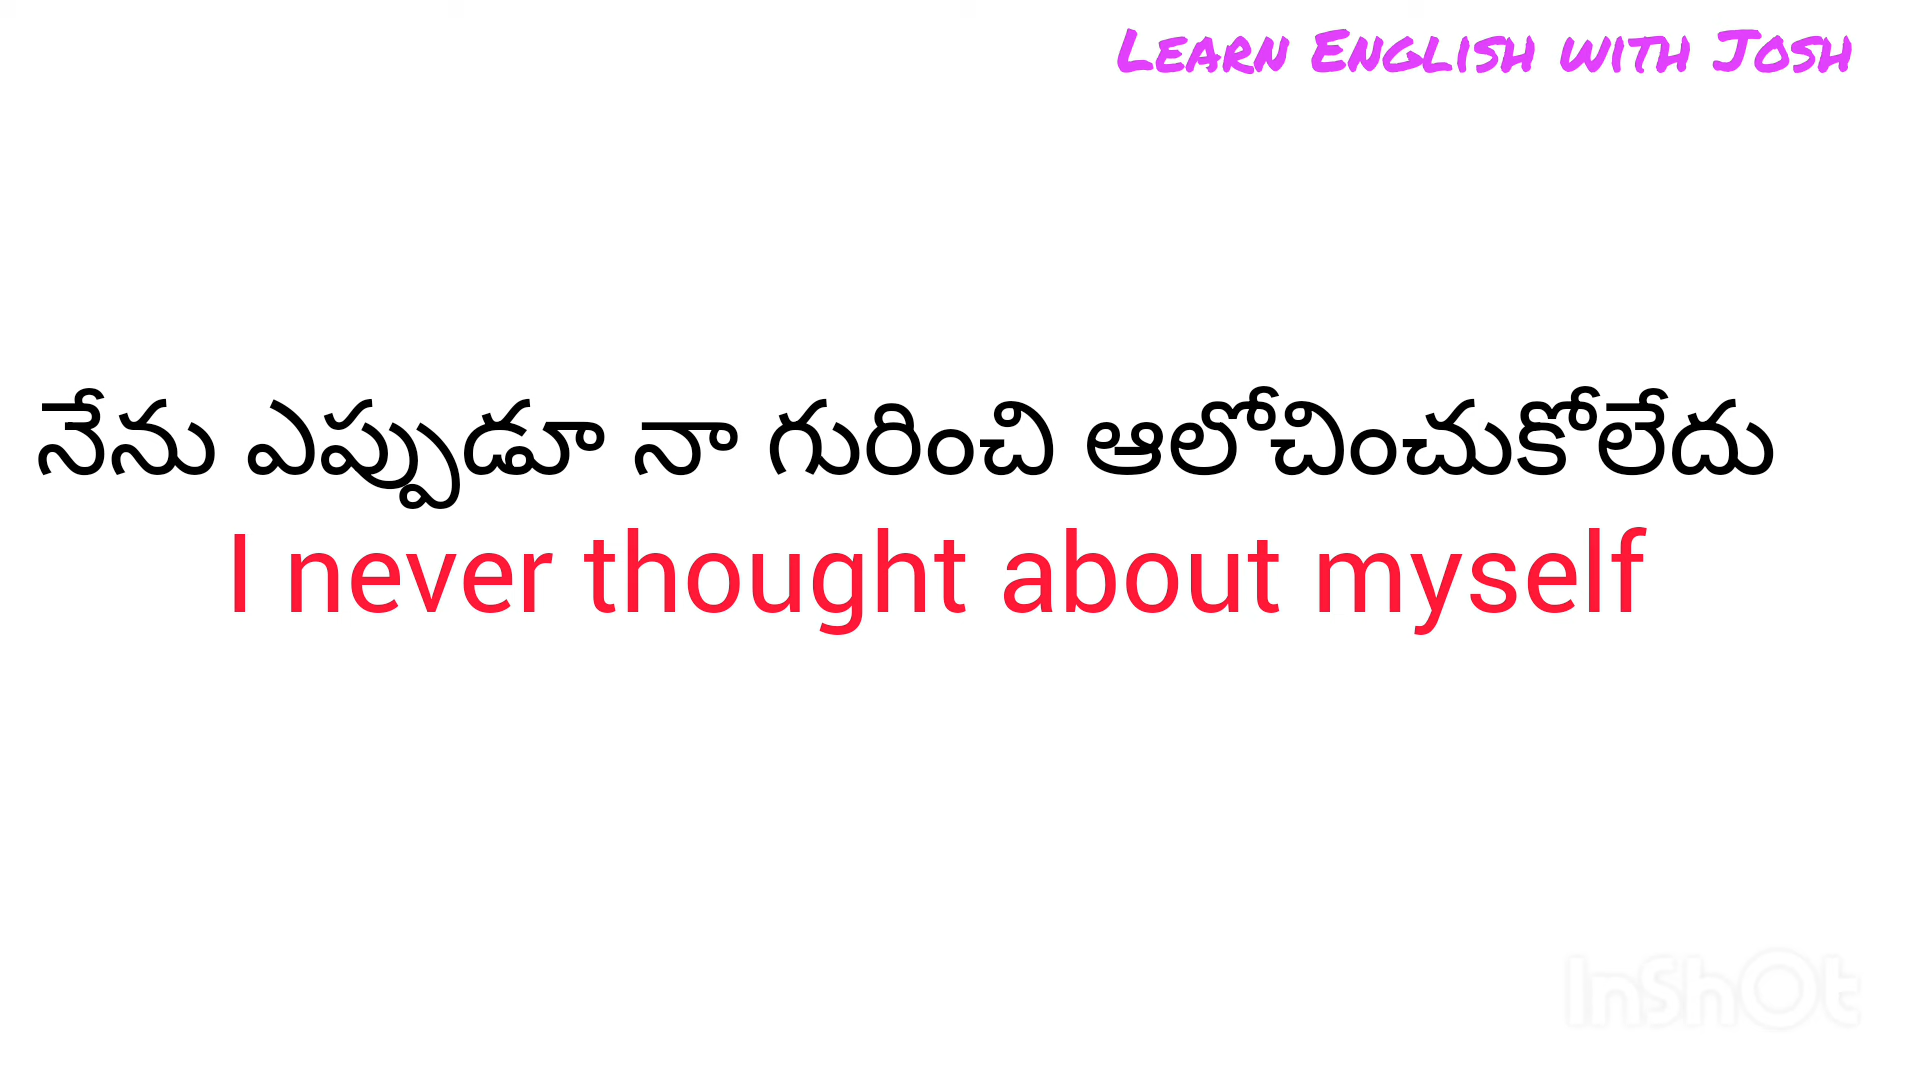 Learn English with Josh
నేను ఎప్పుడూ నా గురించి ఆలోచించుకోలేదు
I never thought about myself
InShOt